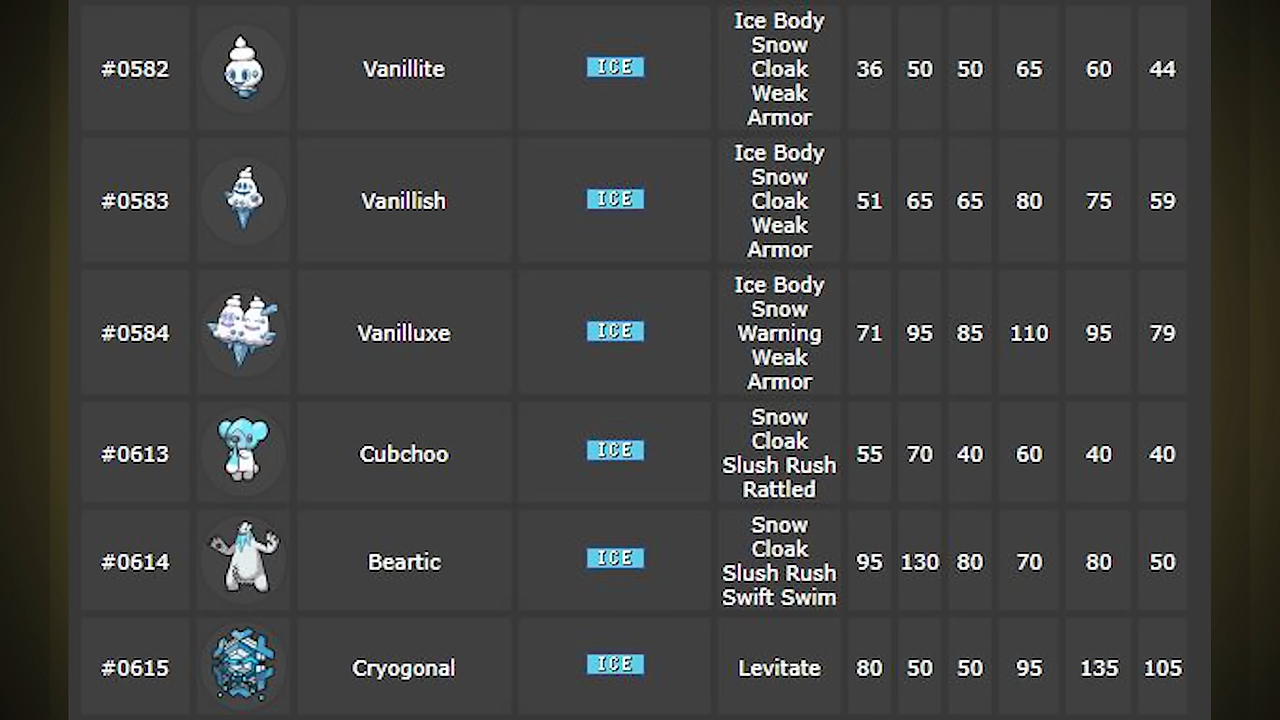 #0582 Vanillite ICE Ice Body Snow Cloak Weak Armor 36 50 50 65 60 44
#0583 Vanillish ICE Ice Body Snow Cloak Weak Armor 51 65 65 80 75 59
#0584 Vanilluxe ICE Ice Body Snow Warning Weak Armor 71 95 85 110 95 79
#0613 Cubchoo ICE Snow Cloak Slush Rush Rattled 55 70 40 60 40 40
#0614 Beartic ICE Snow Cloak Slush Rush Swift Swim 95 130 80 70 80 50
#0615 Cryogonal ICE Levitate 80 50 50 95 135 105